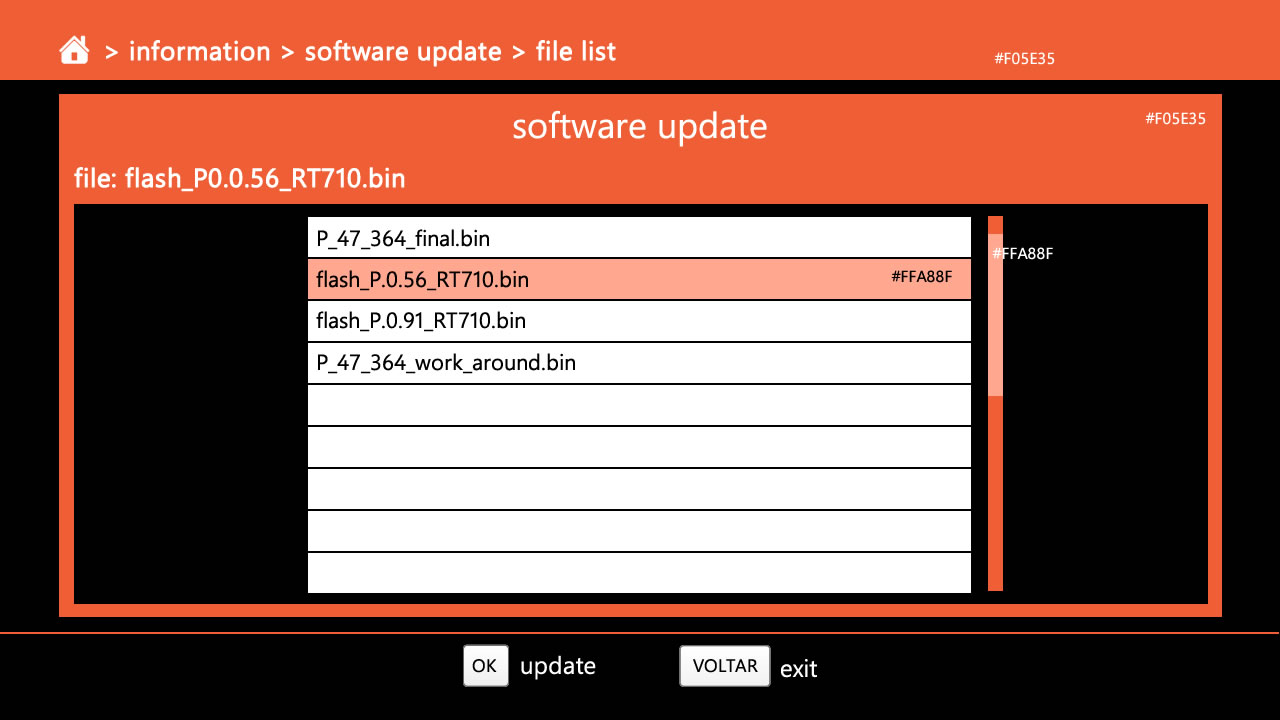 > information > software update > file list
#F05E35
software update
#F05E35
file: flash_P0.0.56_RT710.bin
P_47_364_final.bin
flash_P.0.56_RT710.bin
#FFA88F
#FFA88F
flash_P.0.91_RT710.bin
P_47_364_work_around.bin
OK update
VOLTAR exit